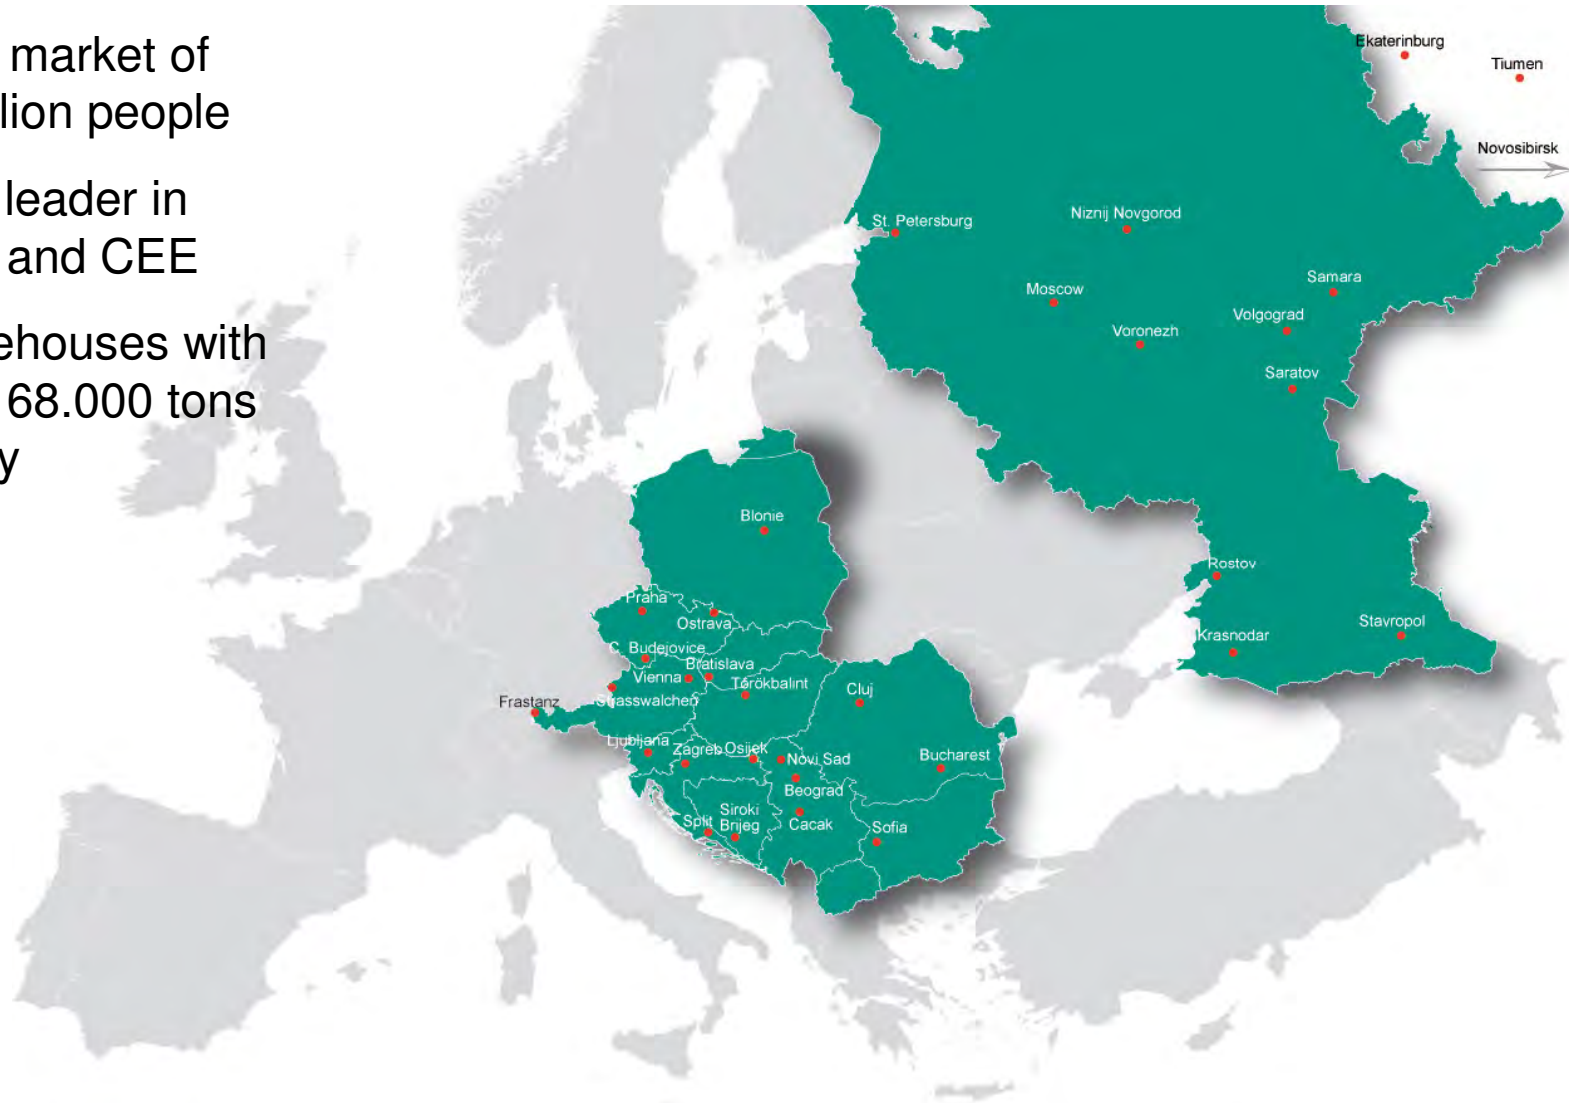 market of
lion people
leader in
and CEE
ehouses with
68.000 tons
y
Ekaterinburg
Tiumen
Novosibirsk
St. Petersburg
Niznij Novgorod
Moscow
Samara
Volgograd
Voronezh
Saratov
Blonie
Rostov
Praha
Ostrava
Stavropol
Krasnodar
C. Budejovice
Bratislava
Vienna
Törökbalint
Cluj
Frastanz
Strasswalchen
Ljubljana
Zagreb
Osijek
Novi Sad
Bucharest
Beograd
Siroki
Brijeg
Split
Cacak
Sofia